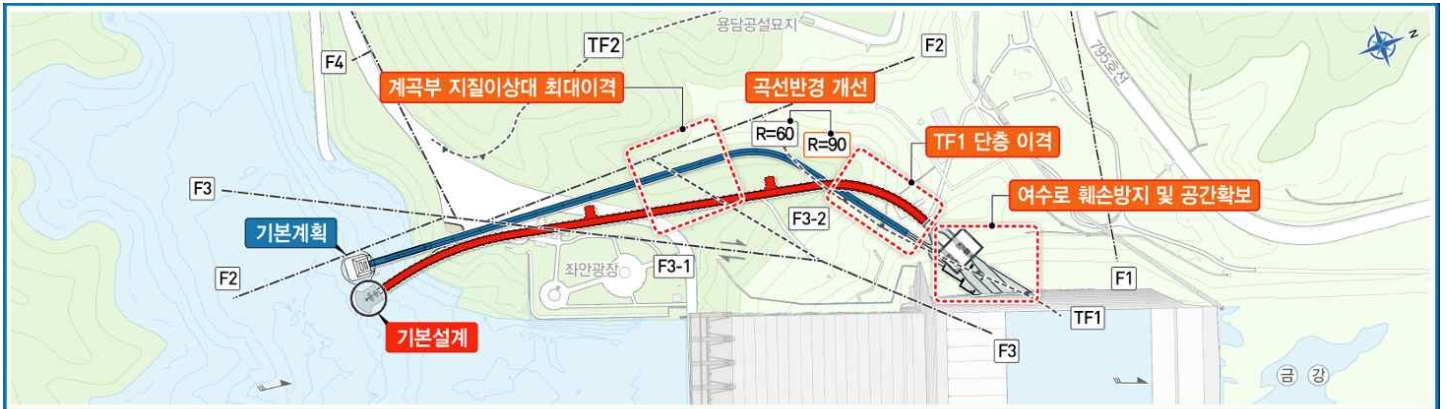 용담공설묘지
795호선
N
TF2
F4
F2
계곡부 지질이상대 최대이격
곡선반경 개선
R=60
R=90
TF1 단층 이격
F3
여수로 훼손방지 및 공간확보
F3-2
기본계획
F2
좌안광장
F3-1
F1
TF1
기본설계
F3
금 강